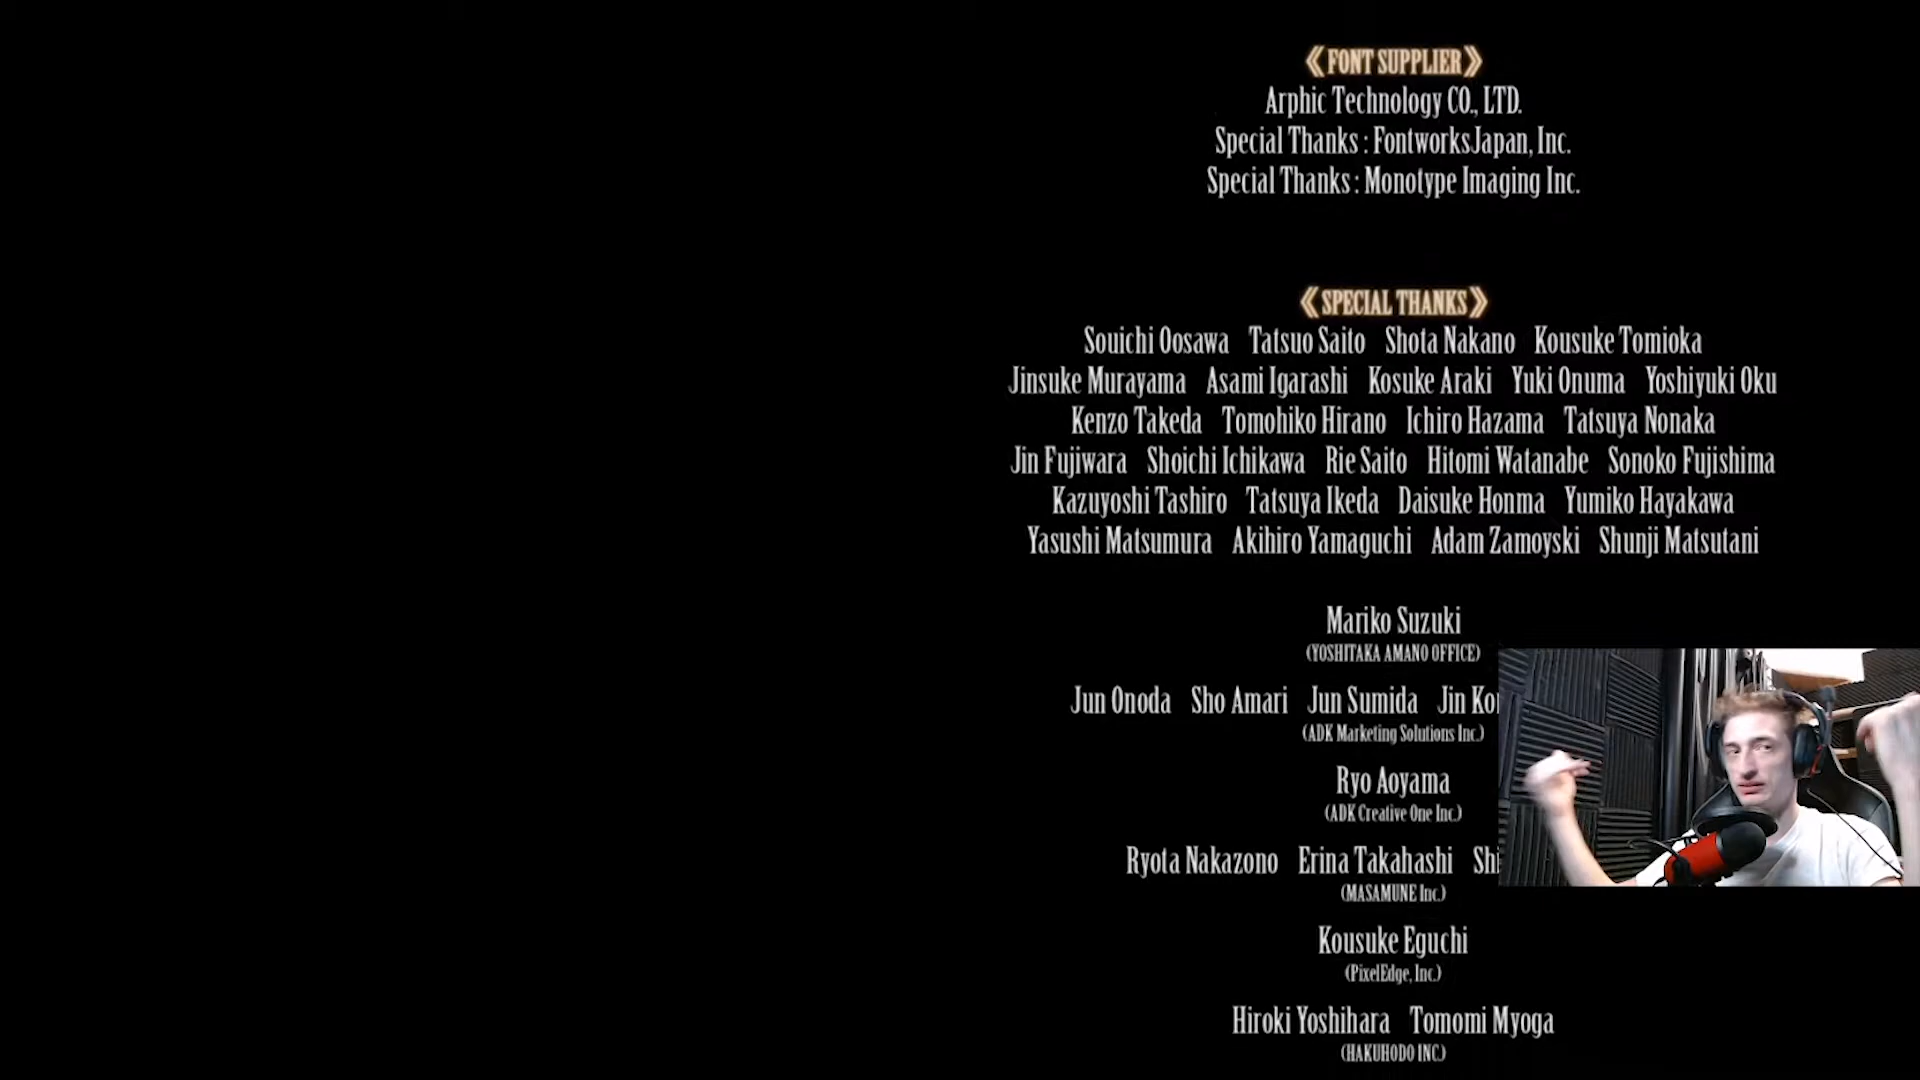 《FONT SUPPLIER》
Arphic Technology CO., LTD.
Special Thanks : FontworksJapan, Inc.
Special Thanks : Monotype Imaging Inc.
《SPECIAL THANKS》
Souichi Oosawa Tatsuo Saito Shota Nakano Kousuke Tomioka
Jinsuke Murayama Asami Igarashi Kosuke Araki Yuki Onuma Yoshiyuki Oku
Kenzo Takeda Tomohiko Hirano Ichiro Hazama Tatsuya Nonaka
Jin Fujiwara Shoichi Ichikawa Rie Saito Hitomi Watanabe Sonoko Fujishima
Kazuyoshi Tashiro Tatsuya Ikeda Daisuke Honma Yumiko Hayakawa
Yasushi Matsumura Akihiro Yamaguchi Adam Zamoyski Shunji Matsutani
Mariko Suzuki
(YOSHITAKA AMANO OFFICE)
Jun Onoda Sho Amari Jun Sumida Jin
(ADK Marketing Solutions Inc.)
Ryo Aoyama
(ADK Creative One Inc.)
Ryota Nakazono Erina Takahashi
(MASAMUNE Inc.)
Kousuke Eguchi
(PixelEdge, Inc.)
Hiroki Yoshihara Tomomi Myoga
(HAKUHODO INC.)